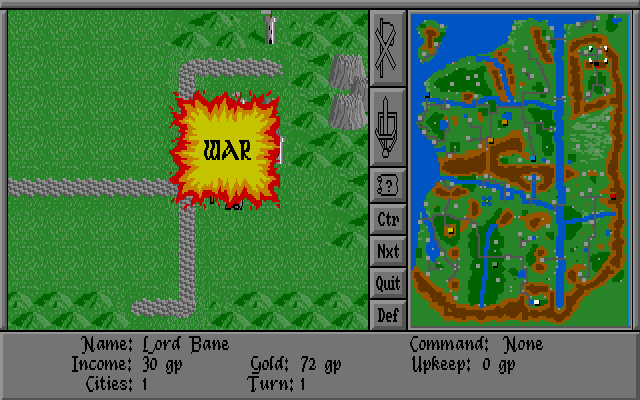 WAR
?
Ctr
Nxt
Quit
Def
Name: Lord Bane Command: None
Income: 30 gp Gold: 72 gp Upkeep: 0 gp
Cities: 1 Turn: 1